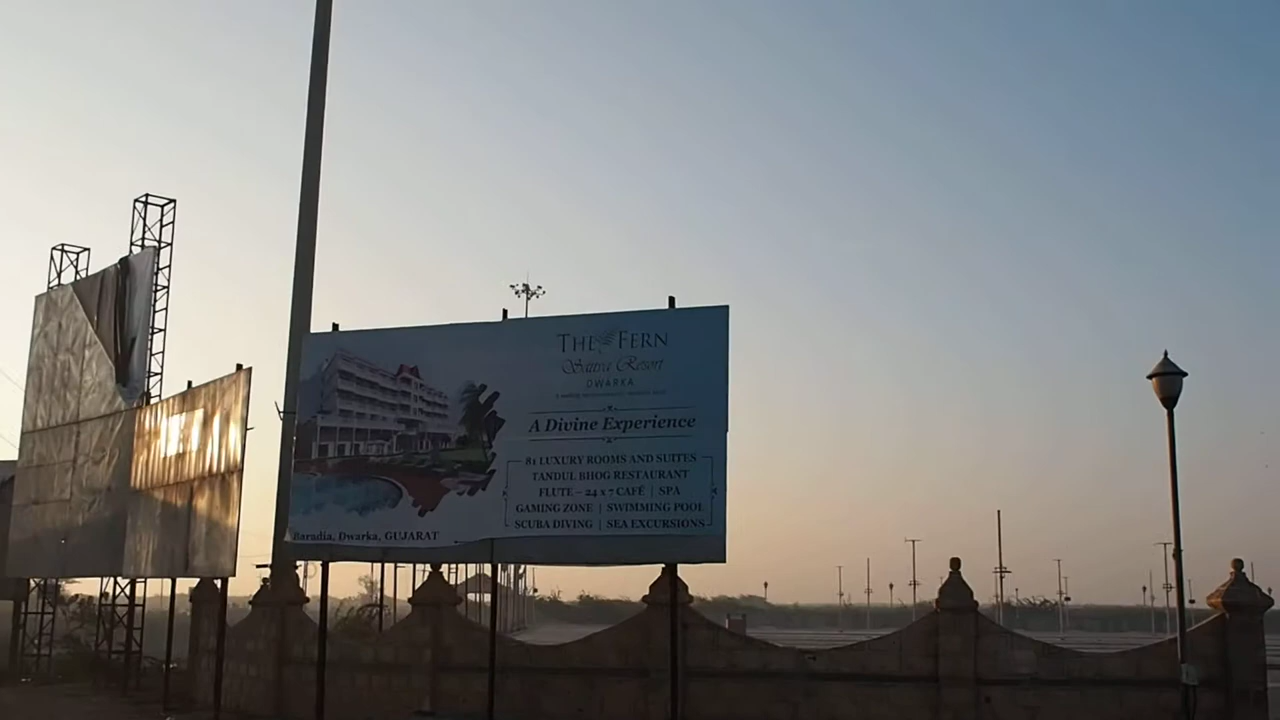 THE FERN
Sattva Resort
DWARKA
A Divine Experience
81 LUXURY ROOMS AND SUITES
TANDUL BHOG RESTAURANT
FLUTE – 24 x 7 CAFÉ | SPA
GAMING ZONE | SWIMMING POOL
SCUBA DIVING | SEA EXCURSIONS
Baradia, Dwarka, GUJARAT